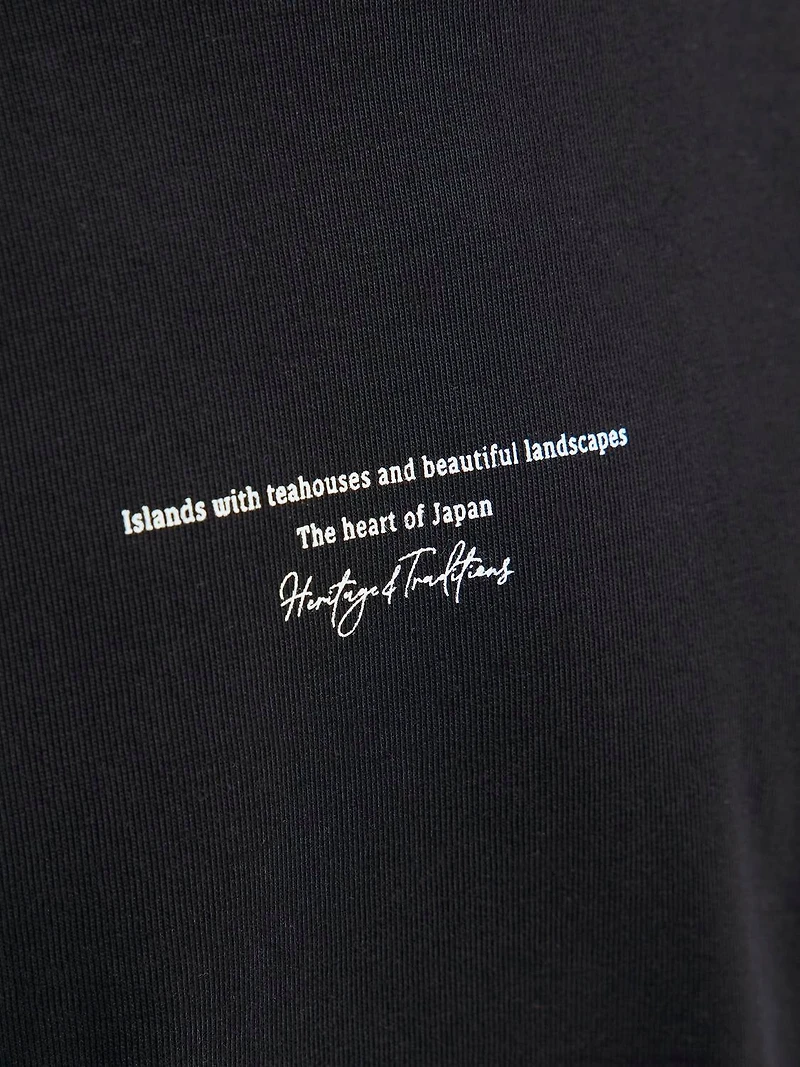 Islands with teahouses and beautiful landscapes
The heart of Japan
Heritage & Traditions